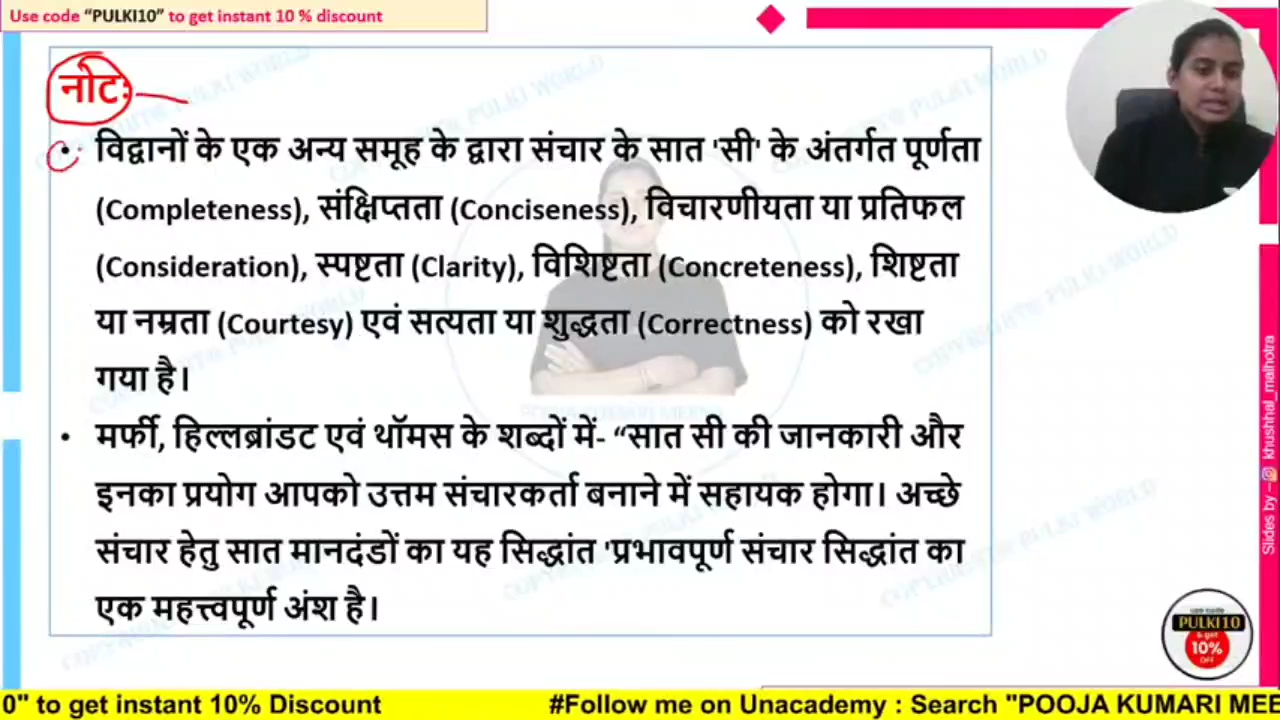 Use code “PULKI10” to get instant 10 % discount
नोटः
• विद्वानों के एक अन्य समूह के द्वारा संचार के सात 'सी' के अंतर्गत पूर्णता
(Completeness), संक्षिप्तता (Conciseness), विचारणीयता या प्रतिफल
(Consideration), स्पष्टता (Clarity), विशिष्टता (Concreteness), शिष्टता
या नम्रता (Courtesy) एवं सत्यता या शुद्धता (Correctness) को रखा
गया है।
• मर्फी, हिल्लब्रांडट एवं थॉमस के शब्दों में- “सात सी की जानकारी और
इनका प्रयोग आपको उत्तम संचारकर्ता बनाने में सहायक होगा। अच्छे
संचार हेतु सात मानदंडों का यह सिद्धांत 'प्रभावपूर्ण संचार सिद्धांत का
एक महत्त्वपूर्ण अंश है।
Slides by – khushhal_malhotra
use code
PULKI10
& get
10%
OFF
0" to get instant 10% Discount #Follow me on Unacademy : Search "POOJA KUMARI MEE